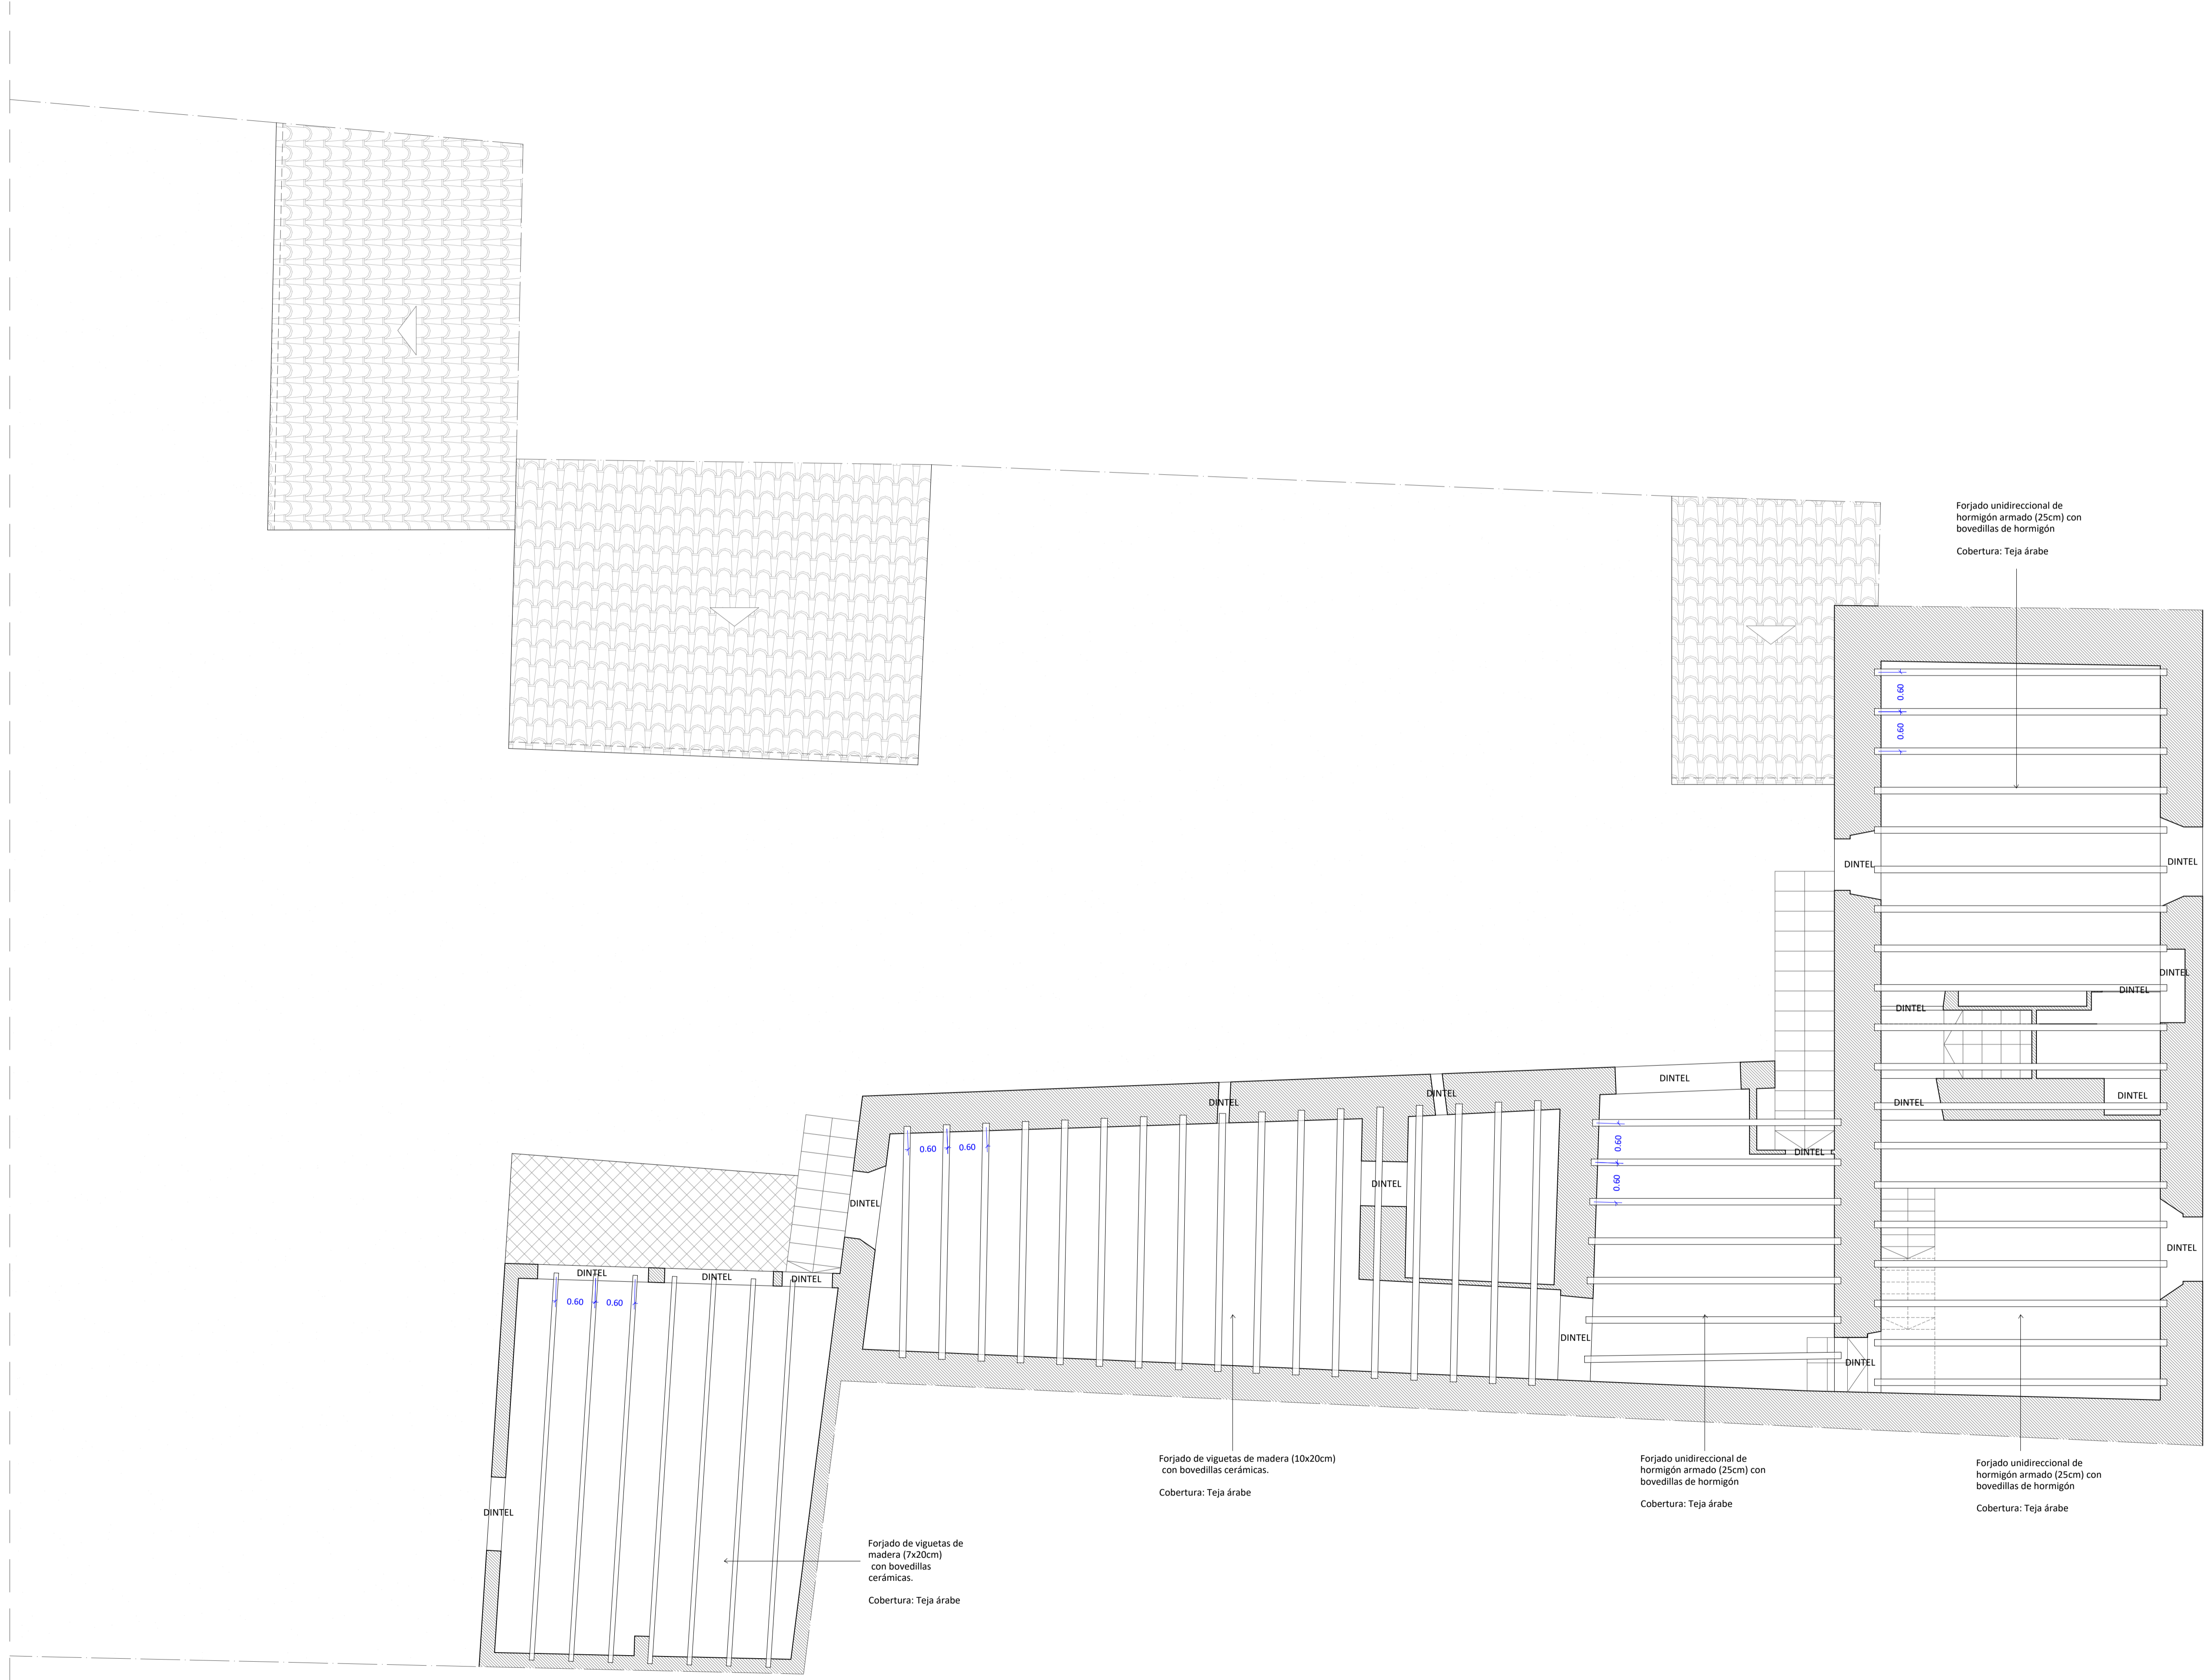 Forjado unidireccional de
hormigón armado (25cm) con
bovedillas de hormigón
Cobertura: Teja árabe
0.60
0.60
DINTEL
DINTEL
DINTEL
DINTEL
DINTEL
DINTEL
DINTEL
DINTEL
DINTEL
DINTEL
0.60
0.60
0.60
0.60
DINTEL
DINTEL
DINTEL
DINTEL
DINTEL
DINTEL
DINTEL
0.60
0.60
DINTEL
DINTEL
Forjado de viguetas de madera (10x20cm)
con bovedillas cerámicas.
Cobertura: Teja árabe
Forjado unidireccional de
hormigón armado (25cm) con
bovedillas de hormigón
Cobertura: Teja árabe
Forjado unidireccional de
hormigón armado (25cm) con
bovedillas de hormigón
Cobertura: Teja árabe
DINTEL
Forjado de viguetas de
madera (7x20cm)
con bovedillas
cerámicas.
Cobertura: Teja árabe